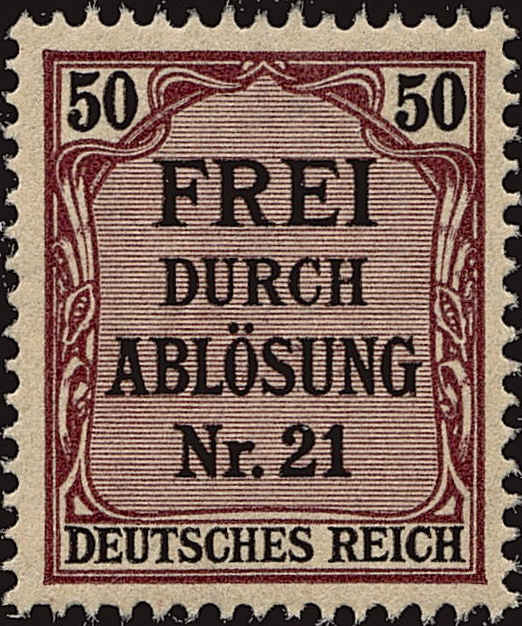 50 50
FREI
DURCH
ABLÖSUNG
Nr. 21
DEUTSCHES REICH